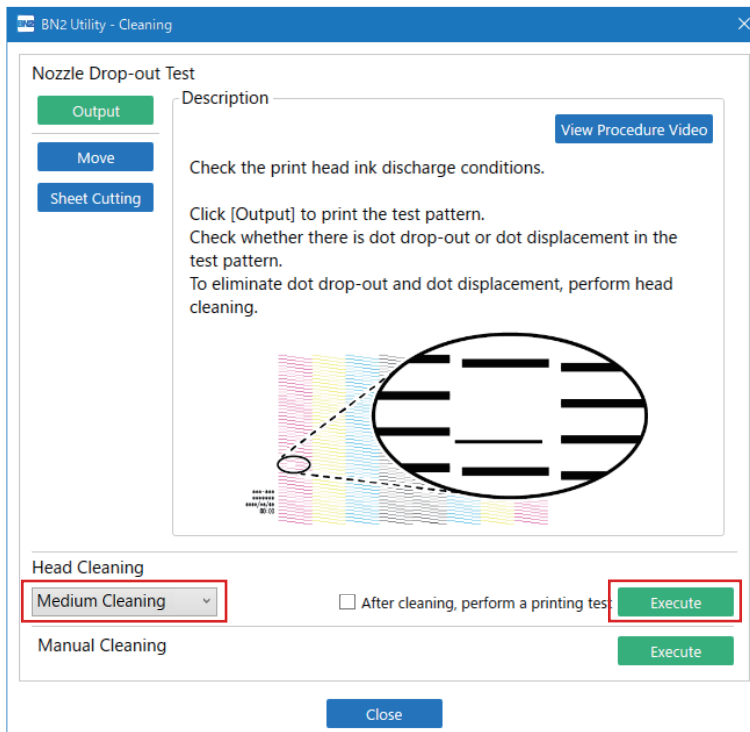 BN2 BN2 Utility - Cleaning
Nozzle Drop-out Test
Output
Move
Sheet Cutting
Description
View Procedure Video
Check the print head ink discharge conditions.
Click [Output] to print the test pattern.
Check whether there is dot drop-out or dot displacement in the
test pattern.
To eliminate dot drop-out and dot displacement, perform head
cleaning.
Head Cleaning
Medium Cleaning
After cleaning, perform a printing test
Execute
Manual Cleaning
Execute
Close